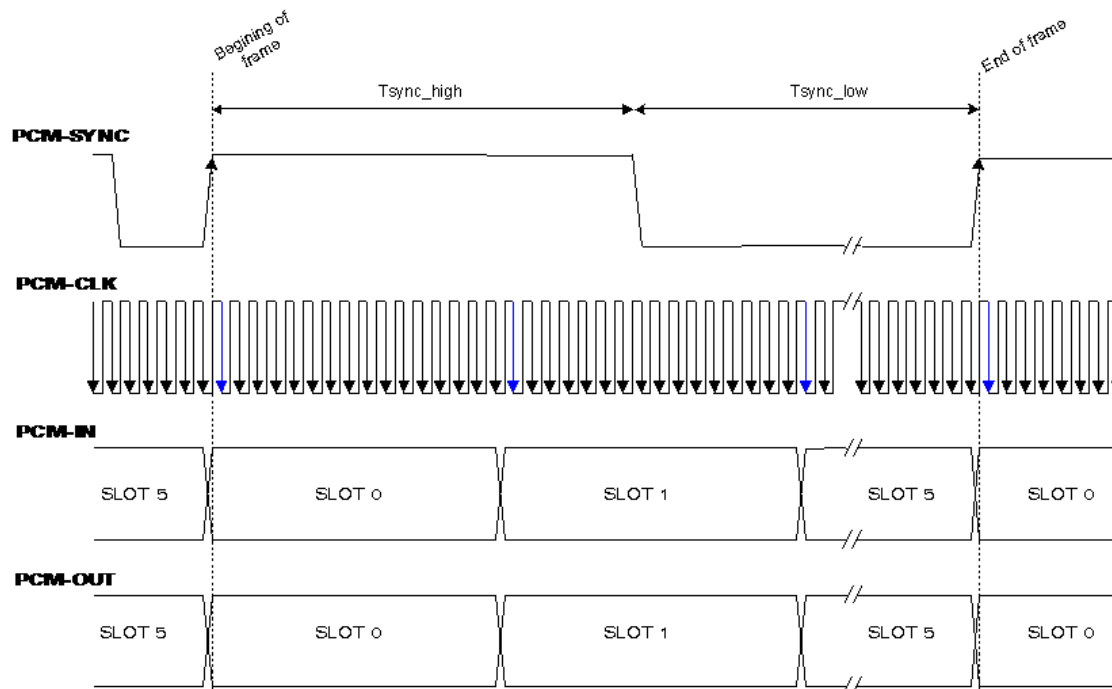 Begining of
frame
End of frame
Tsync_high
Tsync_low
PCM-SYNC
//
PCM-CLK
//
PCM-IN
//
SLOT 5
SLOT 0
SLOT 1
SLOT 5
SLOT 0
//
PCM-OUT
//
SLOT 5
SLOT 0
SLOT 1
SLOT 5
SLOT 0
//